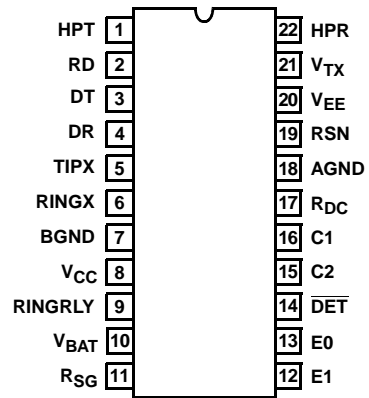 HPT 1 22 HPR
RD 2 21 VTX
DT 3 20 VEE
DR 4 19 RSN
TIPX 5 18 AGND
RINGX 6 17 RDC
BGND 7 16 C1
VCC 8 15 C2
RINGRLY 9 14 DET
VBAT 10 13 E0
RSG 11 12 E1